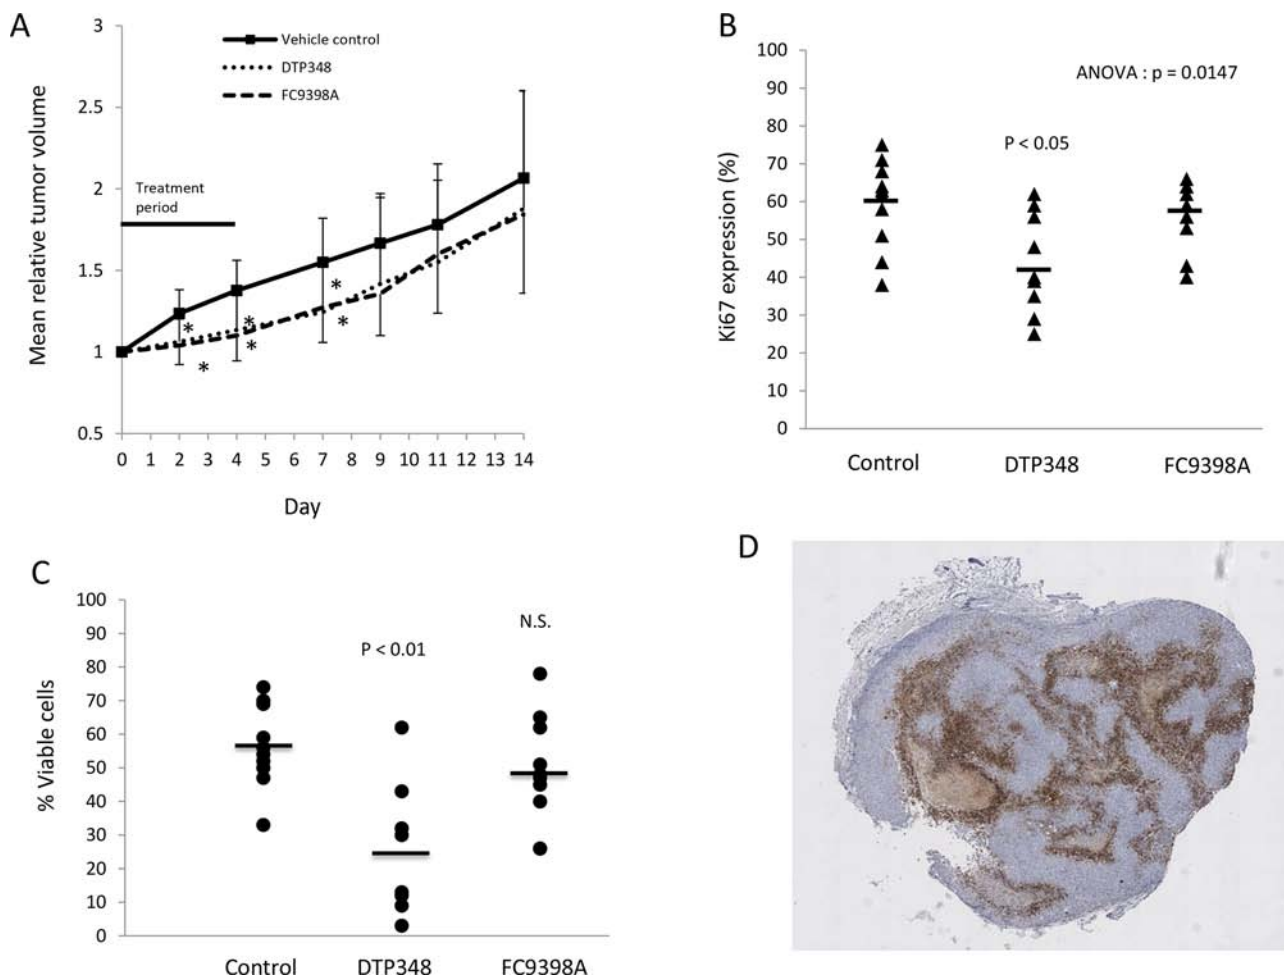 A
3
2.5
2
1.5
1
0.5
Mean relative tumor volume
Vehicle control
DTP348
FC9398A
Treatment
period
*
*
*
*
*
*
0 1 2 3 4 5 6 7 8 9 10 11 12 13 14
Day
B
100
90
80
70
60
50
40
30
20
10
0
Ki67 expression (%)
ANOVA : p = 0.0147
P < 0.05
Control DTP348 FC9398A
C
100
90
80
70
60
50
40
30
20
10
0
% Viable cells
P < 0.01
N.S.
Control DTP348 FC9398A
D